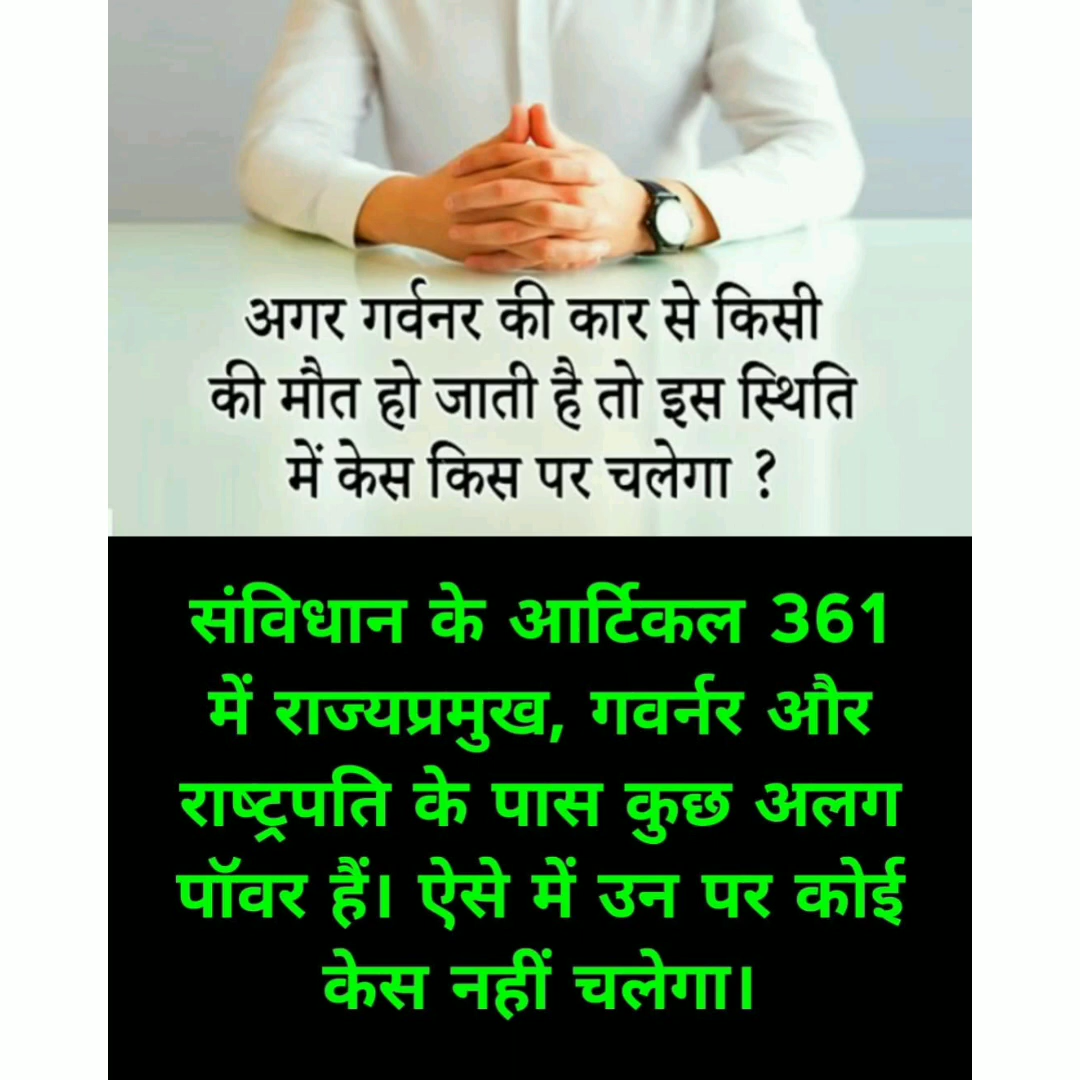 अगर गर्वनर की कार से किसी
की मौत हो जाती है तो इस स्थिति
में केस किस पर चलेगा ?
संविधान के आर्टिकल 361
में राज्यप्रमुख, गवर्नर और
राष्ट्रपति के पास कुछ अलग
पॉवर हैं। ऐसे में उन पर कोई
केस नहीं चलेगा।